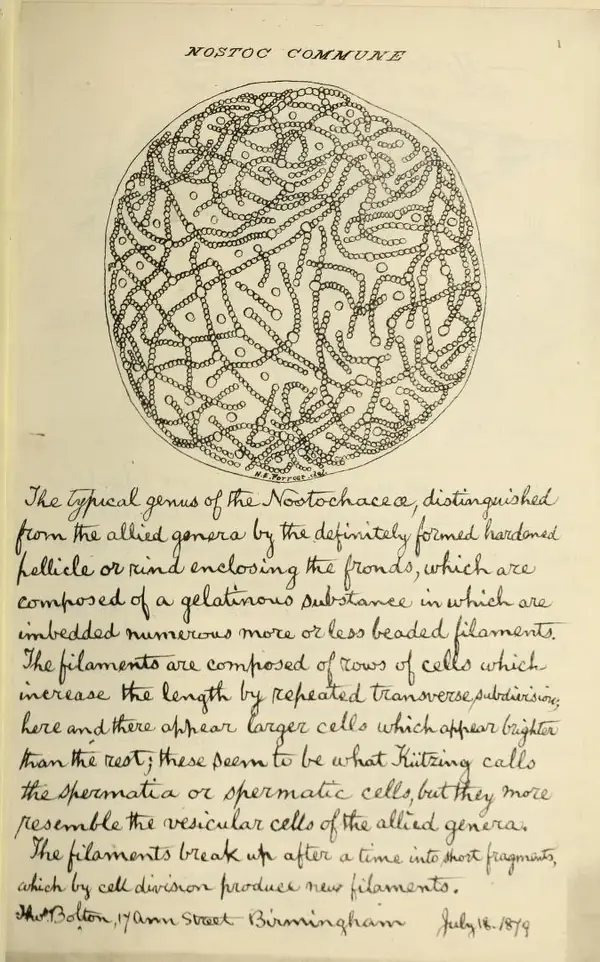 NOSTOC COMMUNE
1
H.E. Forrest. del.
The typical genus of the Nostochaceæ, distinguished
from the allied genera by the definitely formed hardened
pellicle or rind enclosing the fronds, which are
composed of a gelatinous substance in which are
imbedded numerous more or less beaded filaments.
The filaments are composed of rows of cells which
increase the length by repeated transverse subdivision;
here and there appear larger cells which appear brighter
than the rest; these seem to be what Kützing calls
the spermatia or spermatic cells, but they more
resemble the vesicular cells of the allied genera.
The filaments break up after a time into short fragments,
which by cell division produce new filaments.
Thos. Bolton, 17 Ann Street Birmingham July 18. 1879